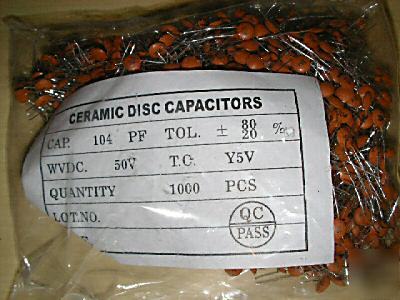 CERAMIC DISC CAPACITORS
CAP. 104 PF TOL. ± 80/20 %
WVDC. 50V T.C. Y5V
QUANTITY 1000 PCS
LOT.NO.
QC
PASS